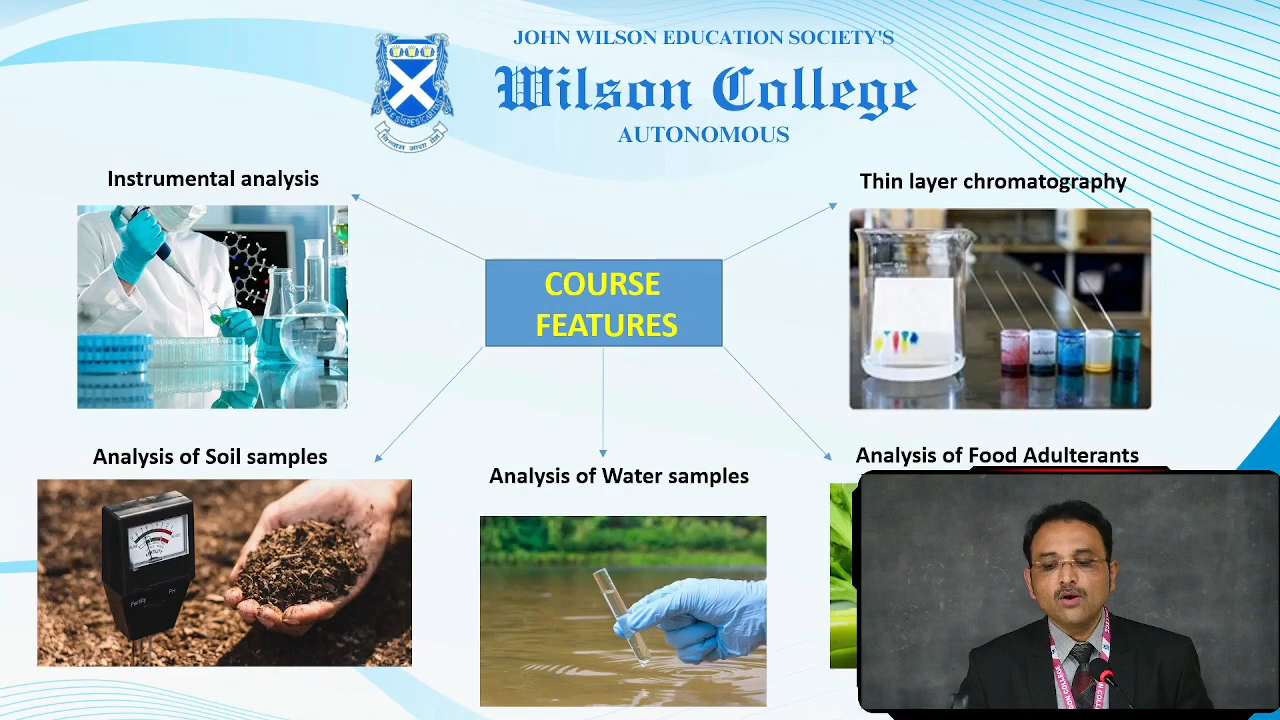 JOHN WILSON EDUCATION SOCIETY'S
Wilson College
AUTONOMOUS
विश्वास आशा प्रेम
Instrumental analysis
Thin layer chromatography
COURSE
FEATURES
Analysis of Soil samples
Analysis of Water samples
Analysis of Food Adulterants